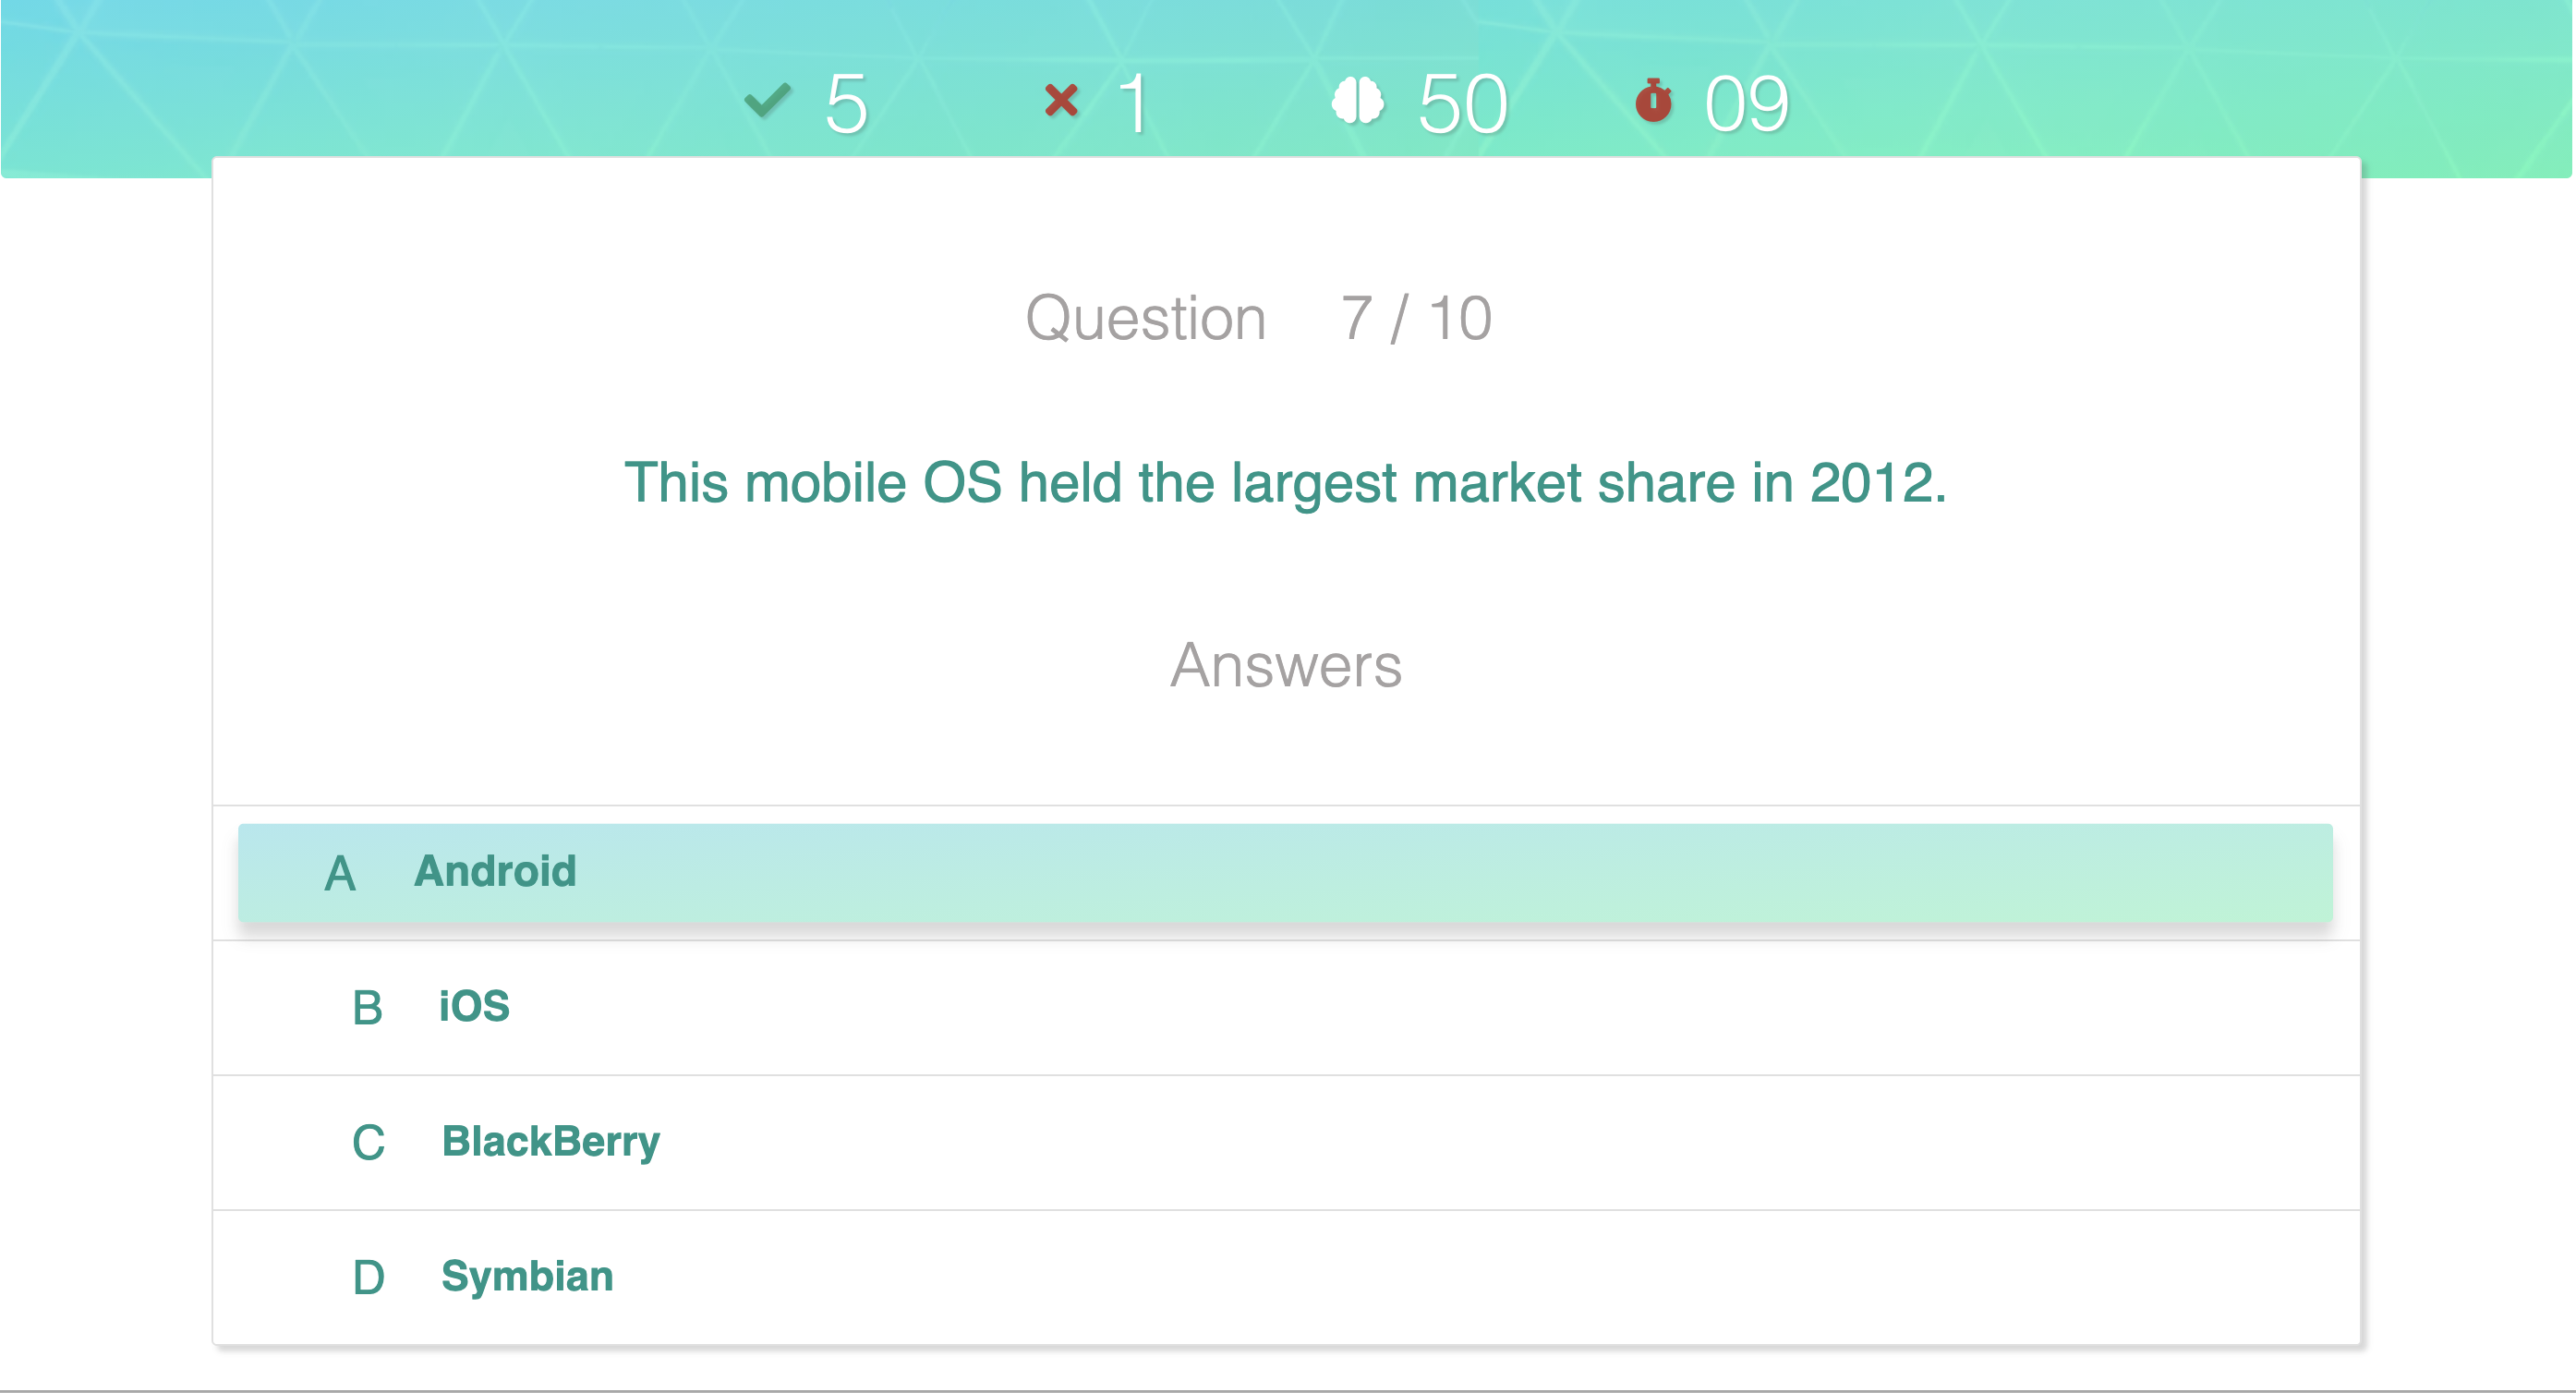 5 1 50 09
Question 7 / 10
This mobile OS held the largest market share in 2012.
Answers
A Android
B iOS
C BlackBerry
D Symbian